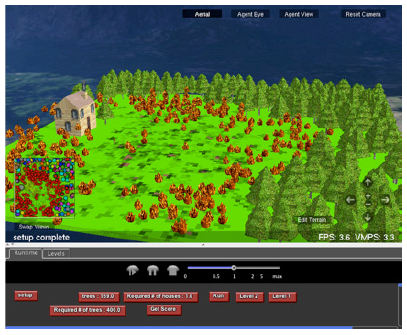 Aerial Agent Eye Agent View Reset Camera
Edit Terrain
Swap Views
setup complete FPS: 3.6 VMPS: 3.3
Runtime Levels
0 0.5 1 2 5 max
setup trees : 359.0 Required # of houses : 1.0 Run Level 2 Level 1
Required # of trees : 400.0 Get Score